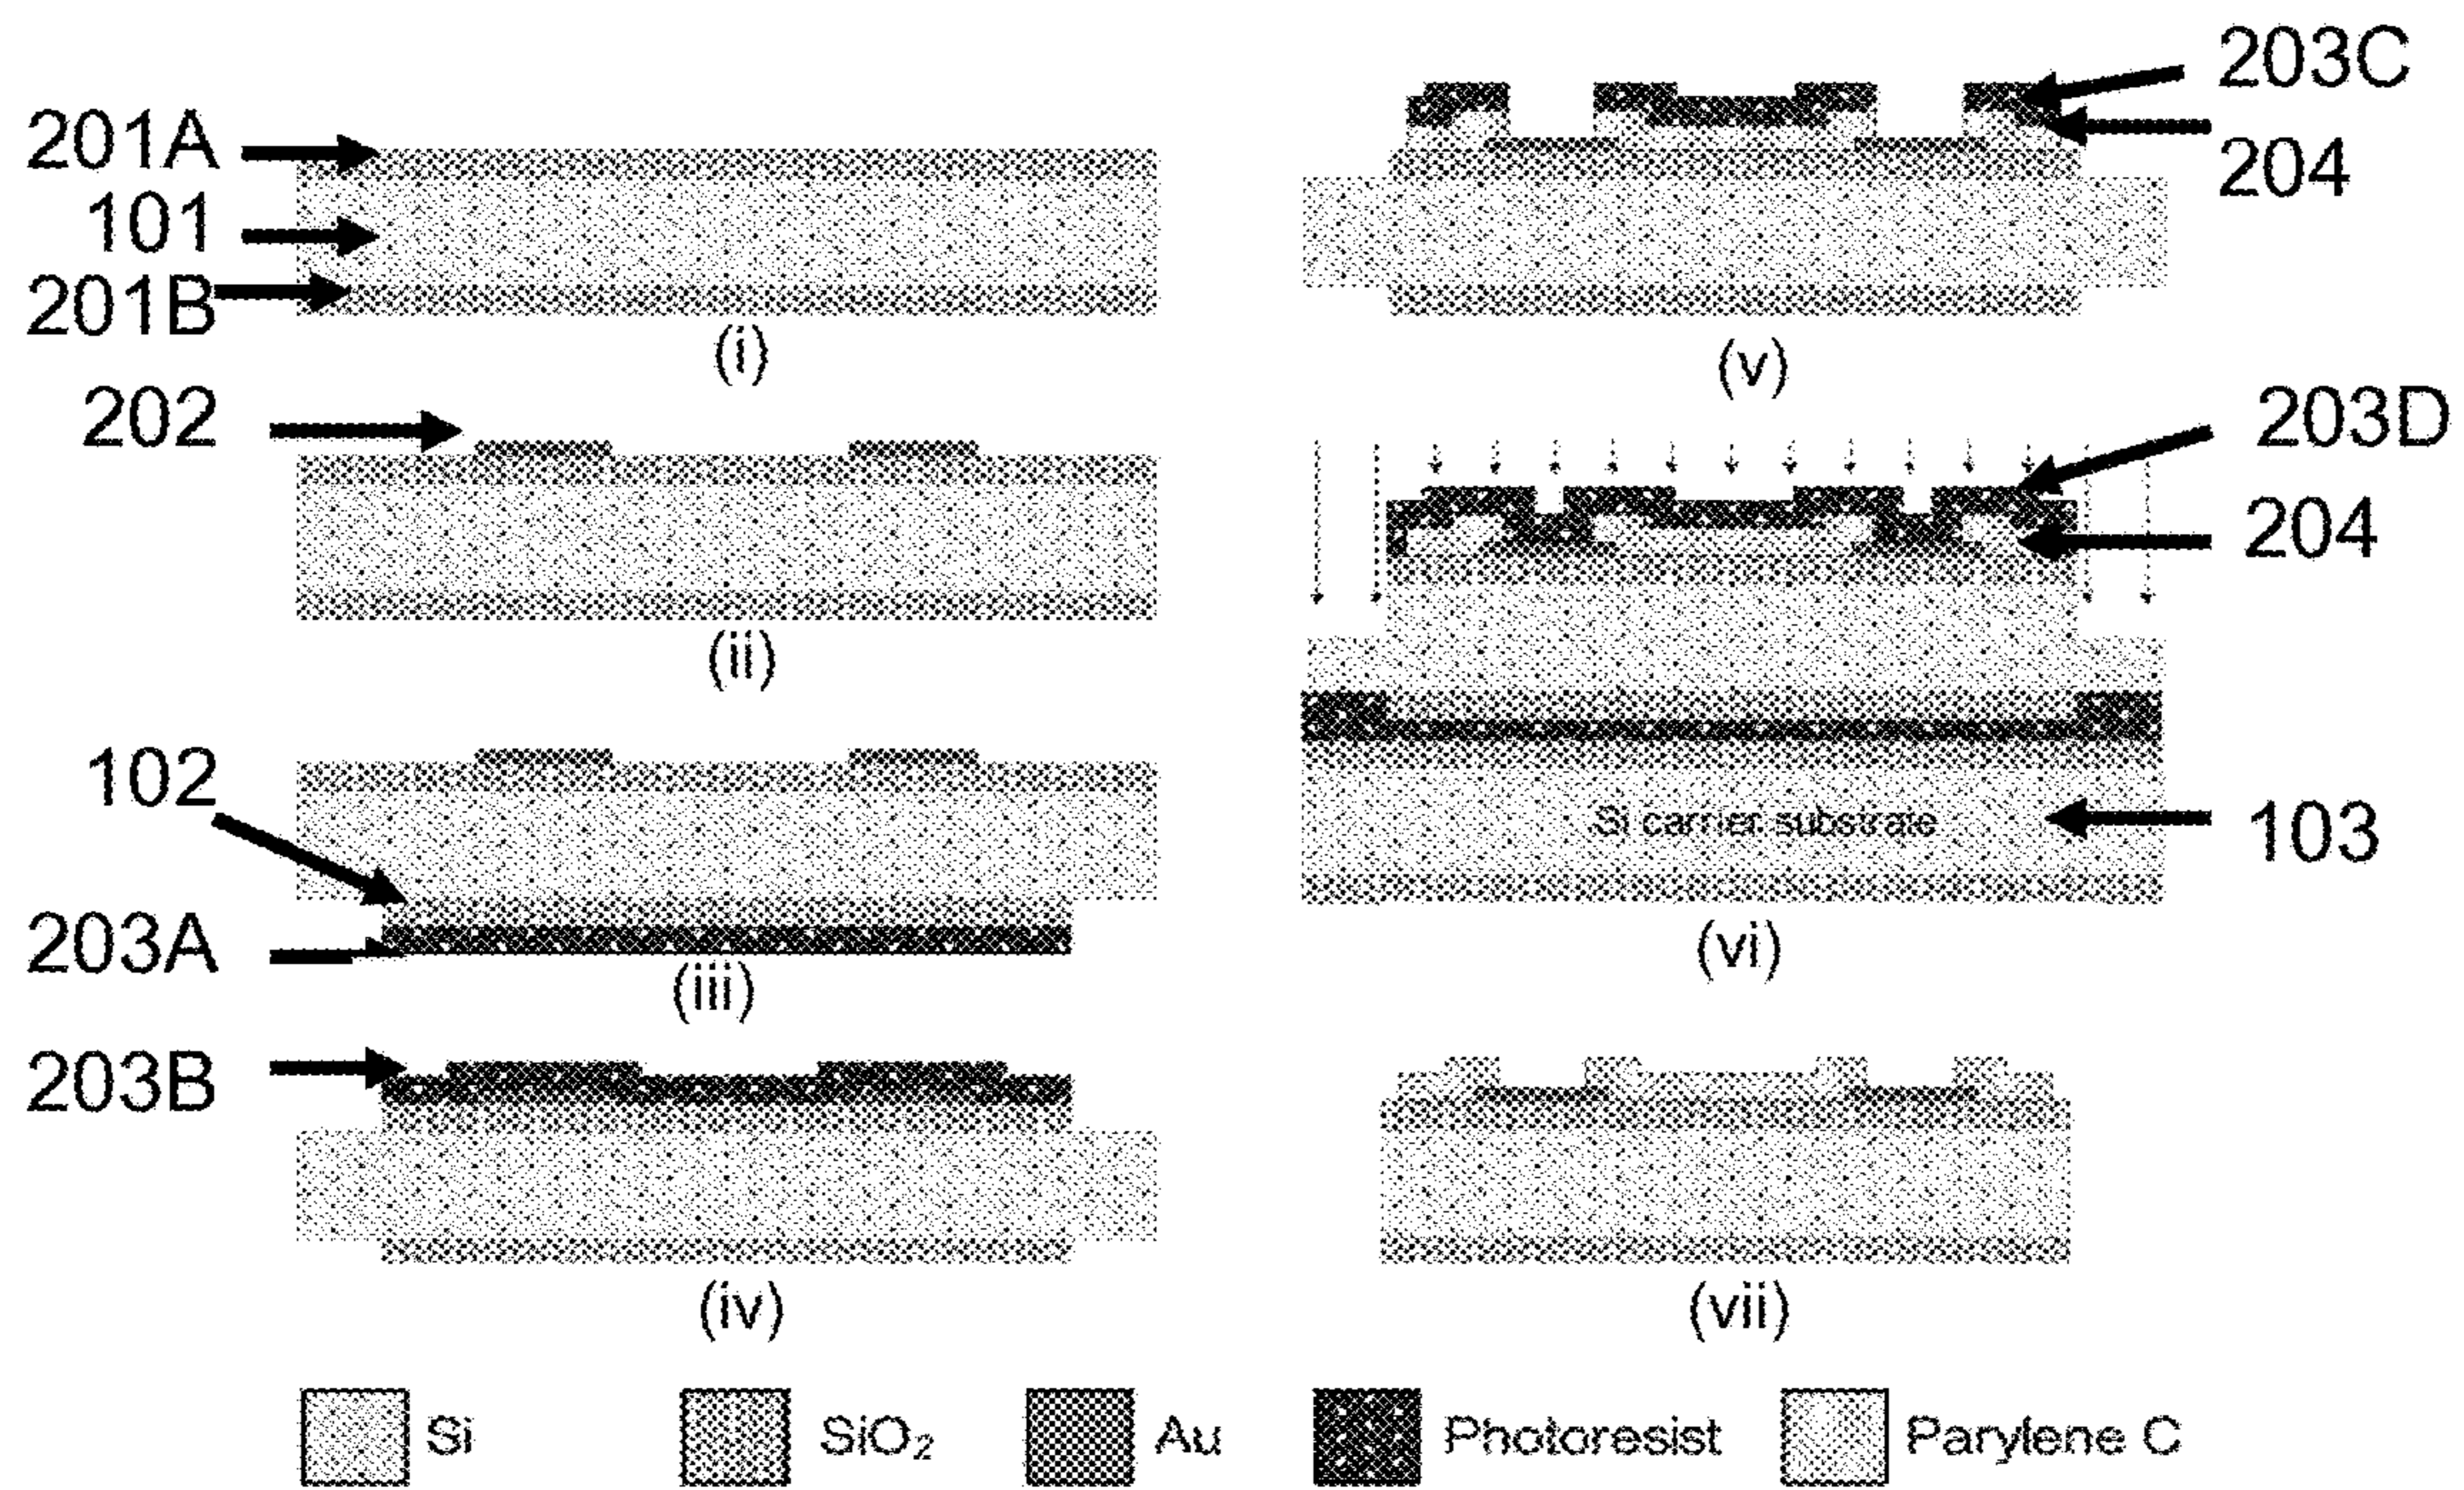 201A
101
201B
(i)
202
(ii)
102
203A
(iii)
203B
(iv)
203C
204
(v)
203D
204
Si carrier substrate
103
(vi)
(vii)
Si
SiO₂
Au
Photoresist
Parylene C